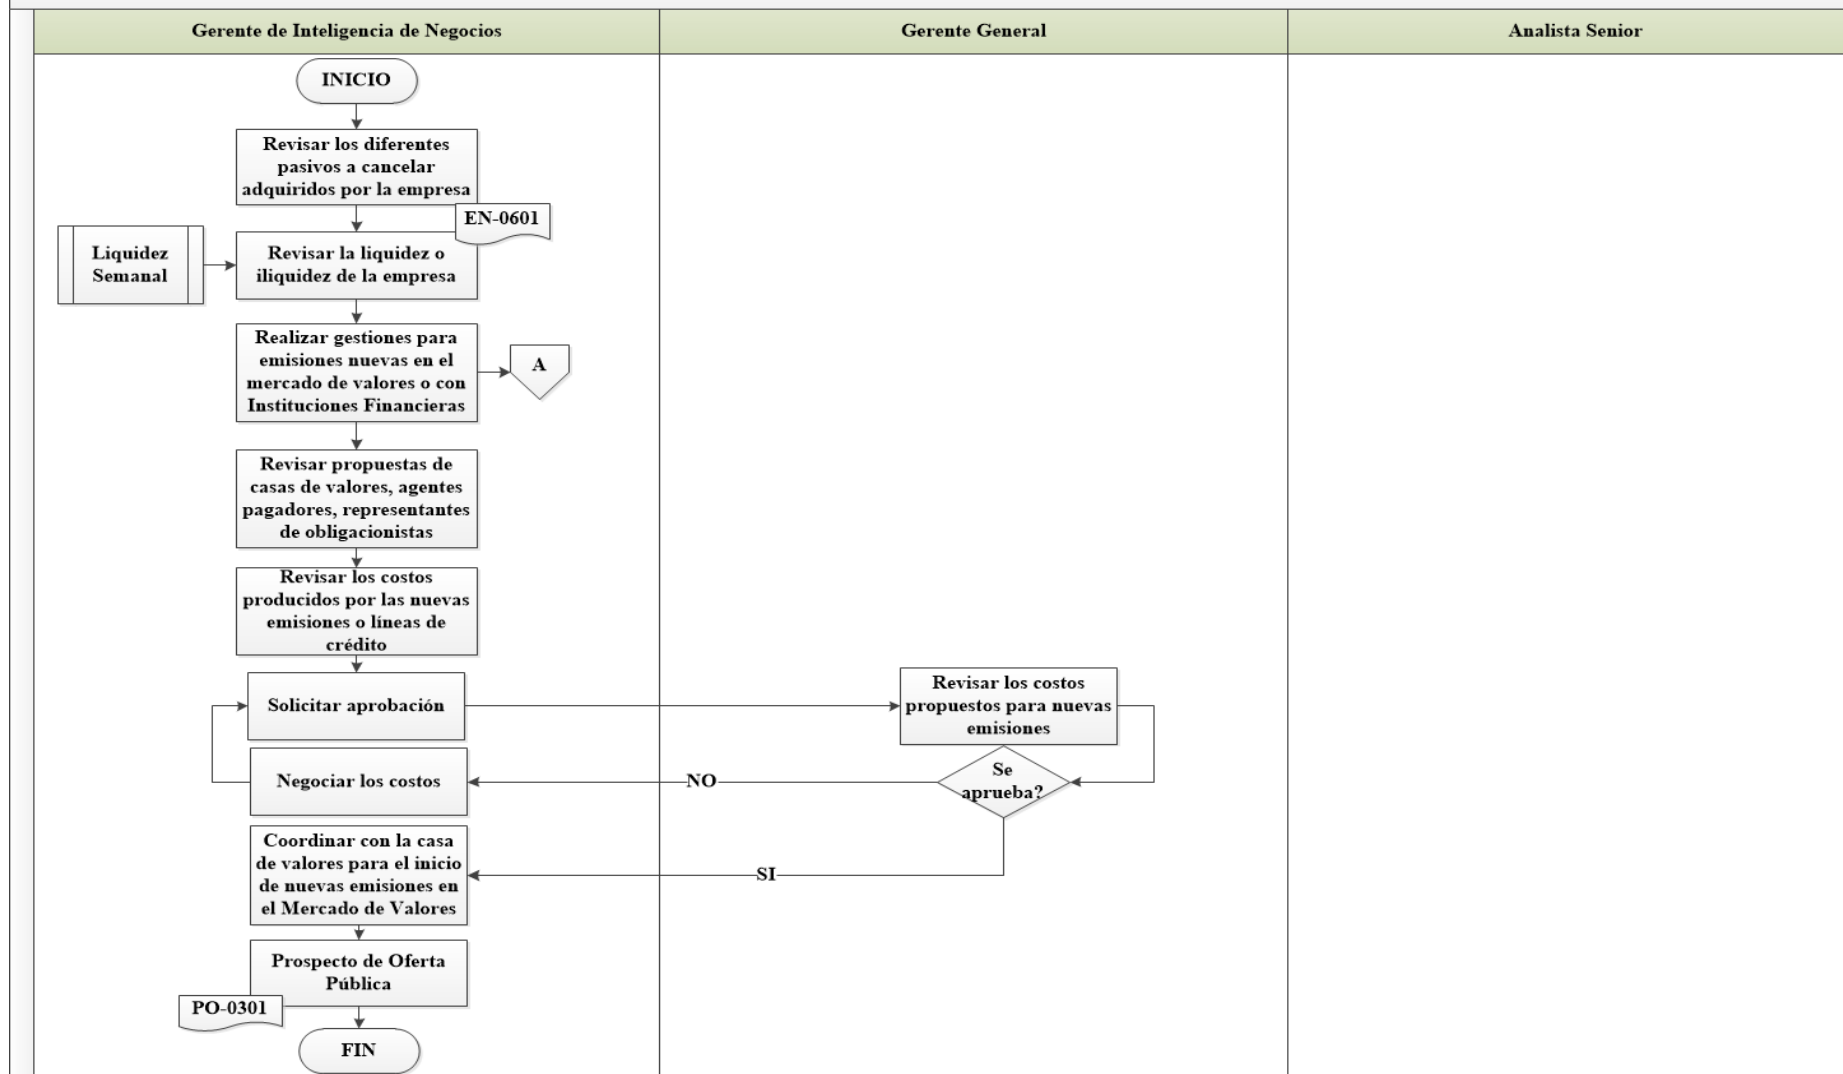 Gerente de Inteligencia de Negocios
Gerente General
Analista Senior
INICIO
Revisar los diferentes
pasivos a cancelar
adquiridos por la empresa
EN-0601
Liquidez
Semanal
Revisar la liquidez o
iliquidez de la empresa
Realizar gestiones para
emisiones nuevas en el
mercado de valores o con
Instituciones Financieras
A
Revisar propuestas de
casas de valores, agentes
pagadores, representantes
de obligacionistas
Revisar los costos
producidos por las nuevas
emisiones o líneas de
crédito
Solicitar aprobación
Revisar los costos
propuestos para nuevas
emisiones
Negociar los costos
NO
Se
aprueba?
Coordinar con la casa
de valores para el inicio
de nuevas emisiones en
el Mercado de Valores
SI
Prospecto de Oferta
Pública
PO-0301
FIN